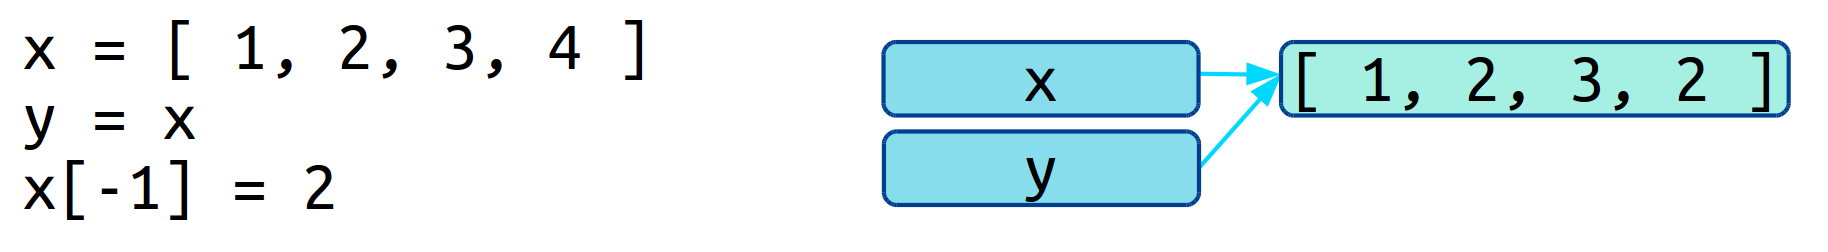 x = [ 1, 2, 3, 4 ]
y = x
x[-1] = 2
x
[ 1, 2, 3, 2 ]
y